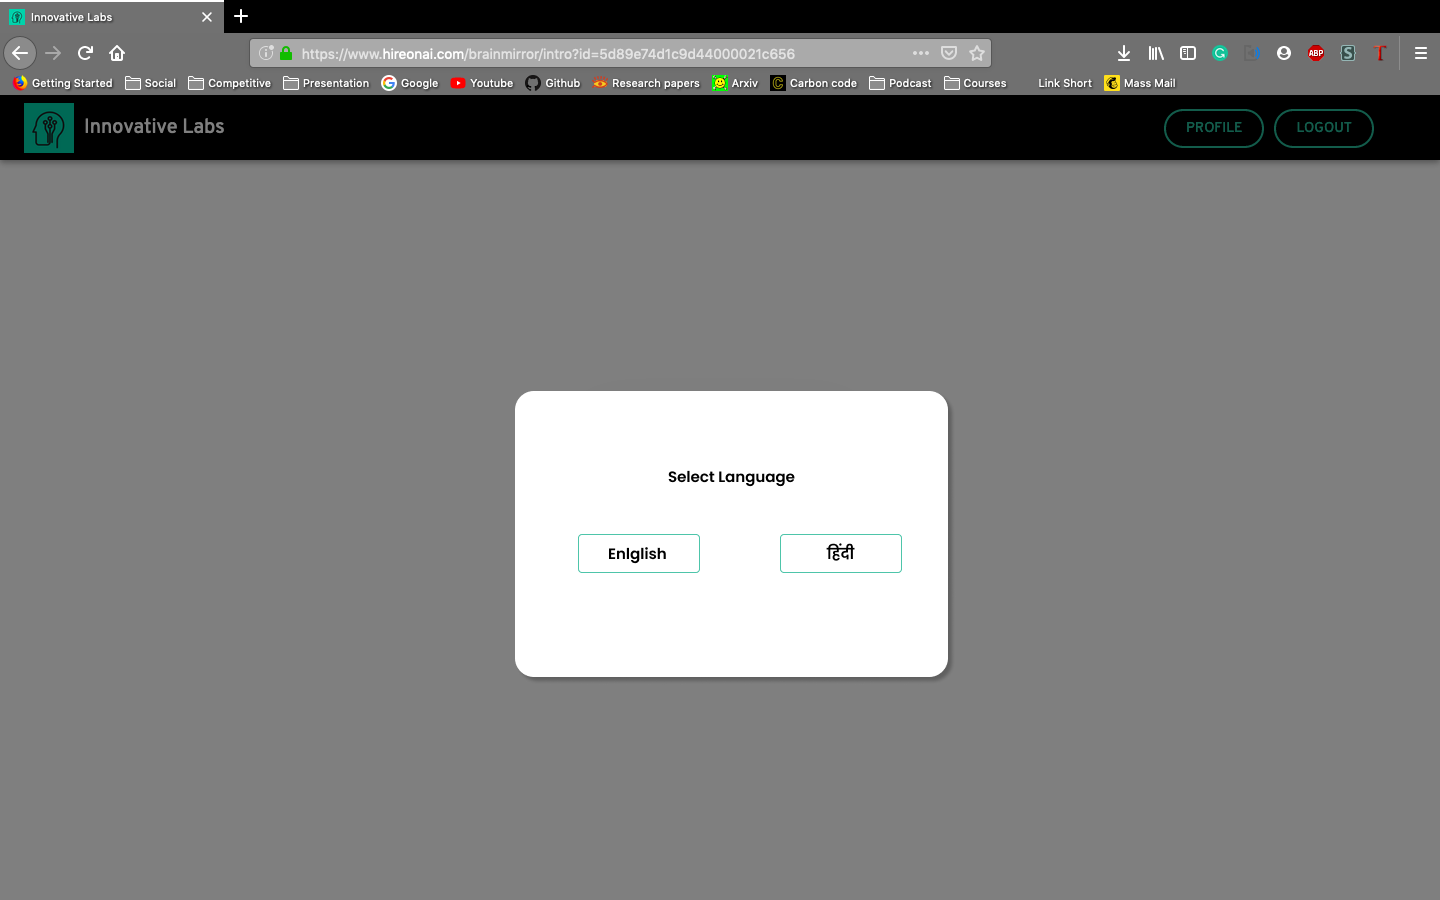 Innovative Labs
https://www.hireonai.com/brainmirror/intro?id=5d89e74d1c9d44000021c656
ABP S T
Getting Started Social Competitive Presentation Google Youtube Github Research papers Arxiv C Carbon code Podcast Courses Link Short Mass Mail
Innovative Labs PROFILE LOGOUT
Select Language
Enlglish हिंदी